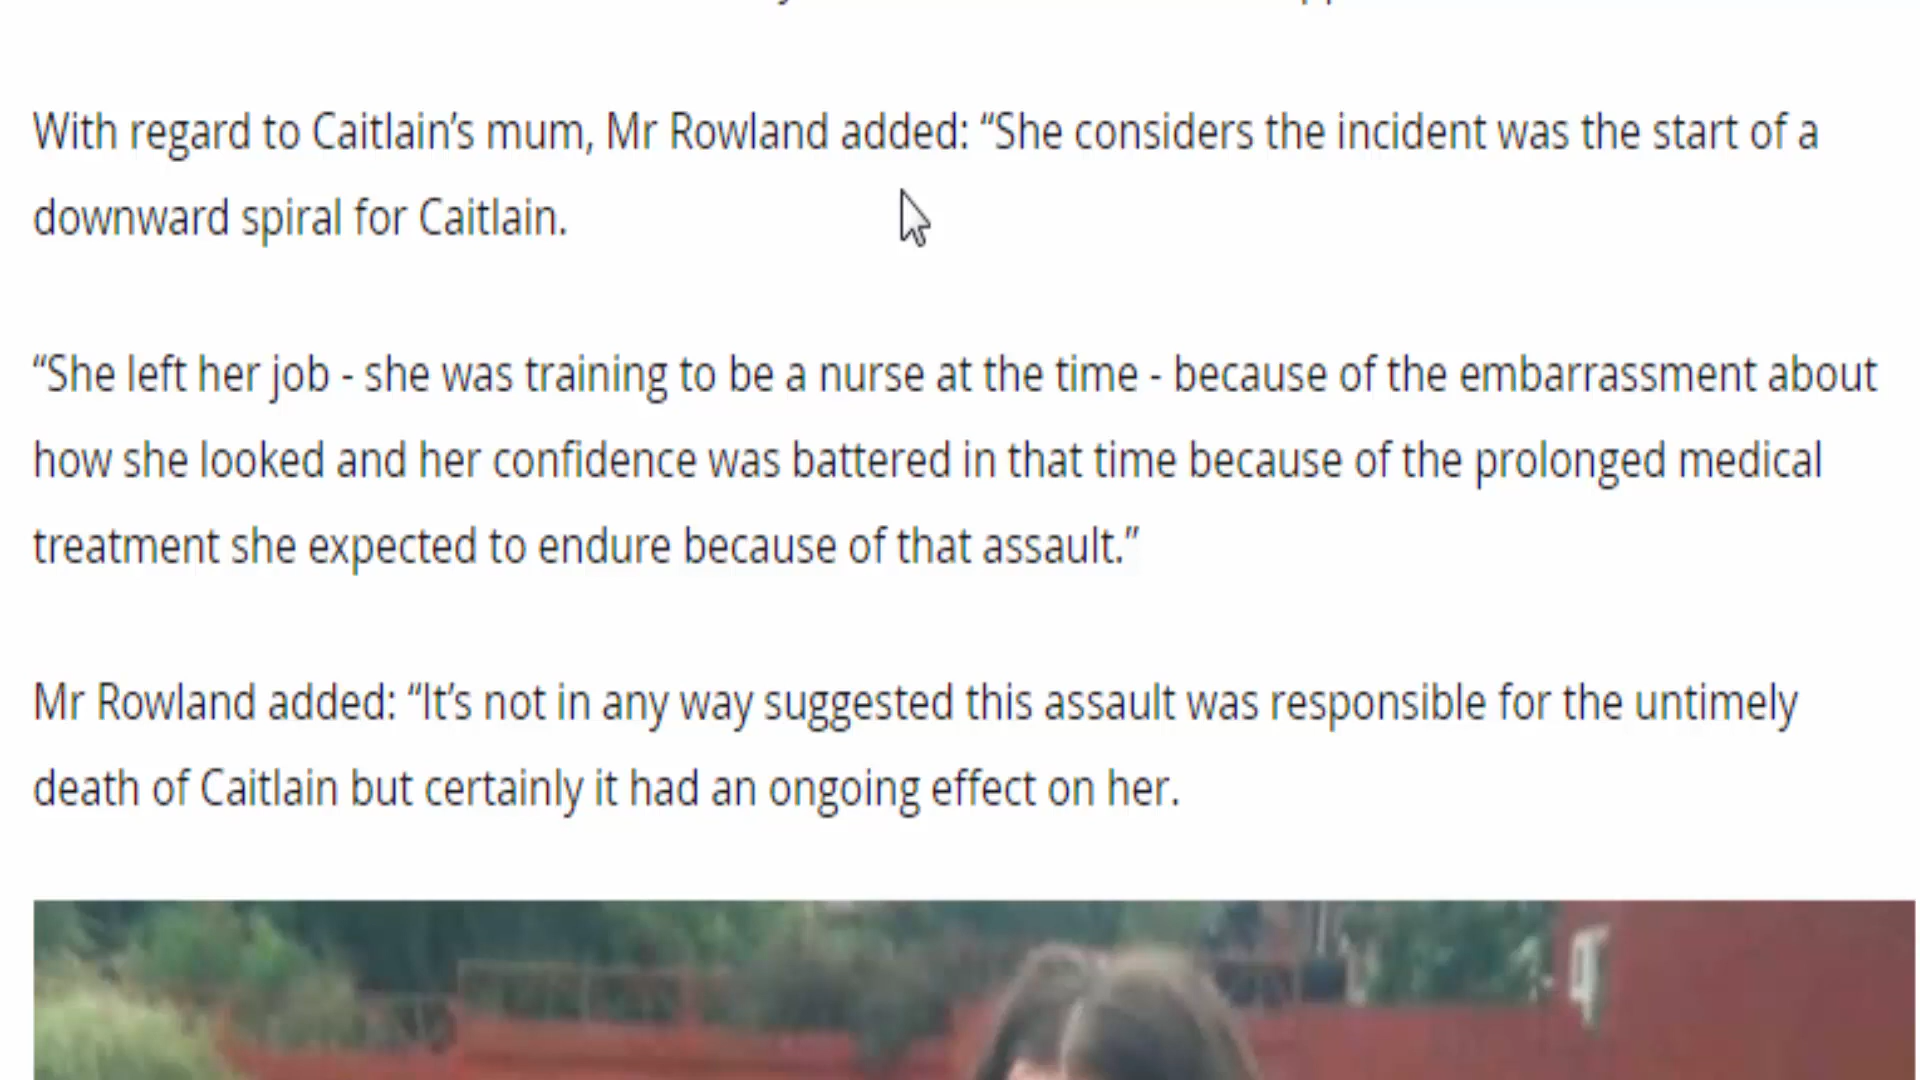 With regard to Caitlain’s mum, Mr Rowland added: “She considers the incident was the start of a
downward spiral for Caitlain.
“She left her job - she was training to be a nurse at the time - because of the embarrassment about
how she looked and her confidence was battered in that time because of the prolonged medical
treatment she expected to endure because of that assault.”
Mr Rowland added: “It’s not in any way suggested this assault was responsible for the untimely
death of Caitlain but certainly it had an ongoing effect on her.